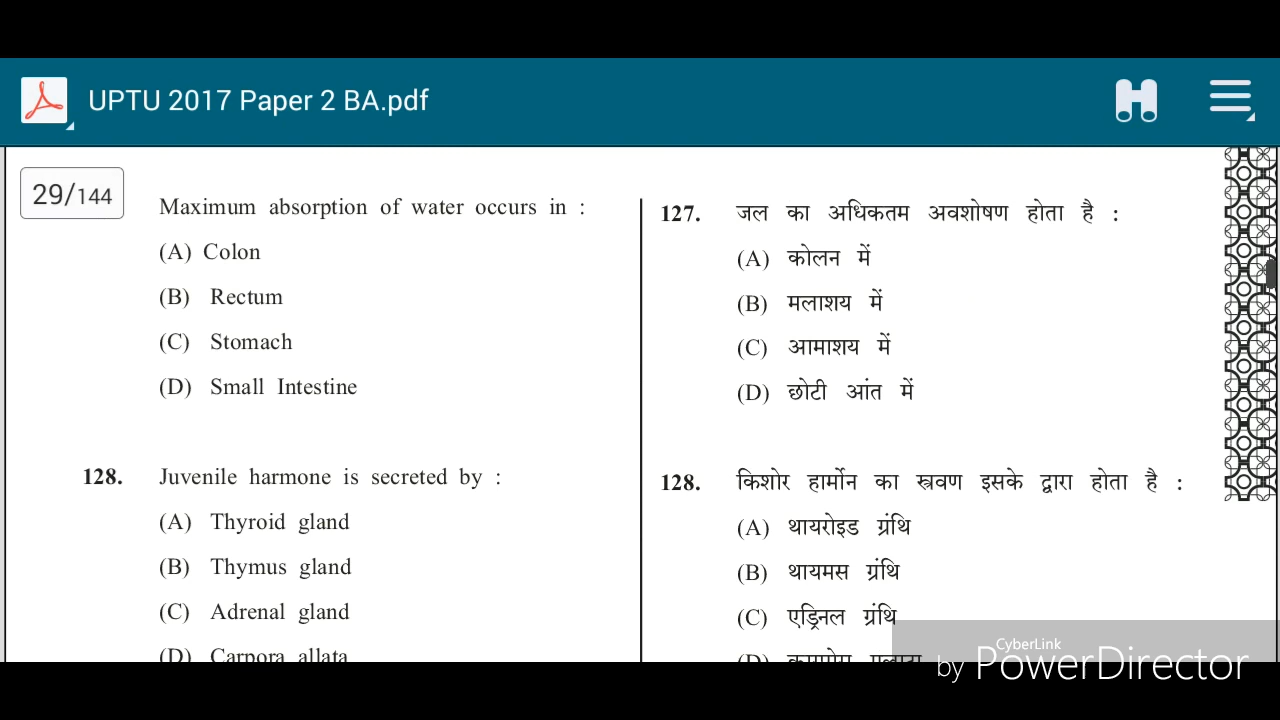 UPTU 2017 Paper 2 BA.pdf
29/144
Maximum absorption of water occurs in :
(A) Colon
(B) Rectum
(C) Stomach
(D) Small Intestine
128. Juvenile harmone is secreted by :
(A) Thyroid gland
(B) Thymus gland
(C) Adrenal gland
(D) Carpora allata
127. जल का अधिकतम अवशोषण होता है :
(A) कोलन में
(B) मलाशय में
(C) आमाशय में
(D) छोटी आंत में
128. किशोर हार्मोन का स्त्रवण इसके द्वारा होता है :
(A) थायरोइड ग्रंथि
(B) थायमस ग्रंथि
(C) एड्रिनल ग्रंथि
(D)
CyberLink
by PowerDirector